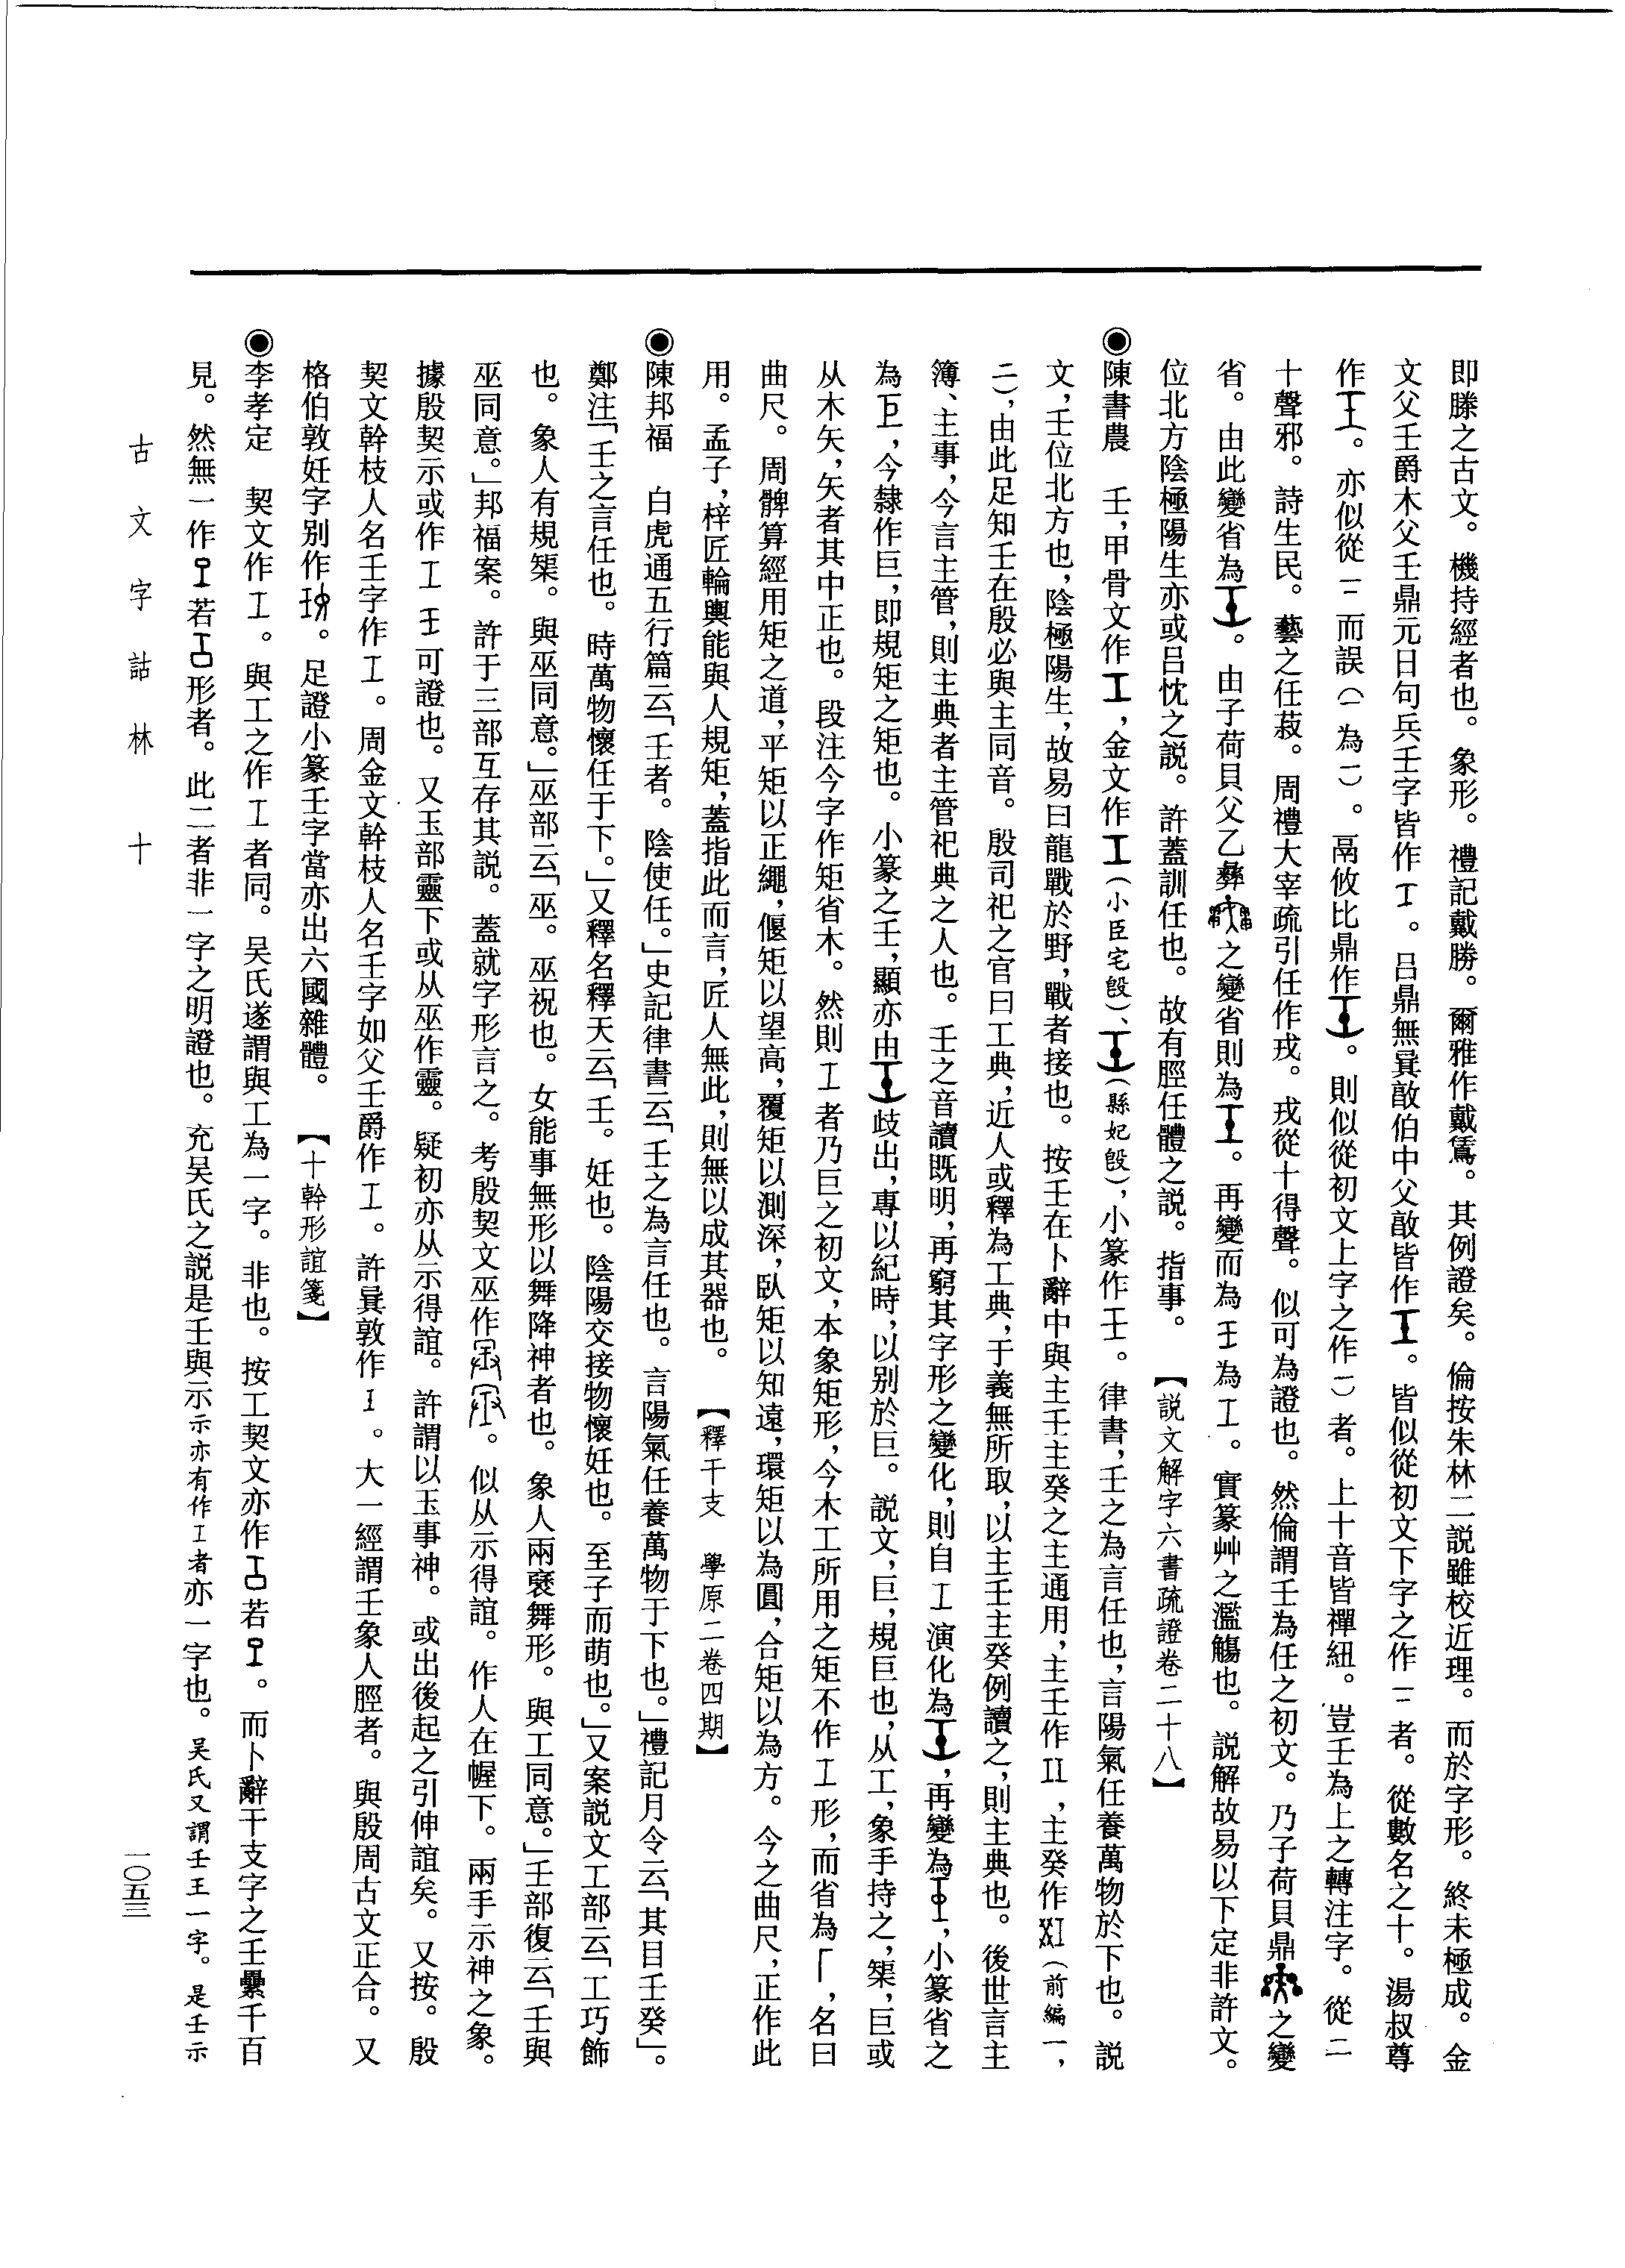 即滕之古文。機持經者也。象形。禮記戴勝。爾雅作戴鵀。其例證矣。倫按朱林二説雖校近理。而於字形。終未極成。金
文父壬爵木父壬鼎元日句兵壬字皆作。吕鼎無㠱敢伯中父敢皆作。皆似從初文下字之作者。從數名之十。湯叔尊
作。亦似從二而誤(一為一)。鬲攸比鼎作。則似從初文上字之作者。上十音皆禪紐。豈壬為上之轉注字。從二
十聲邪。詩生民。藝之任菽。周禮大宰疏引任作戎。戎從十得聲。似可為證也。然倫謂壬為任之初文。乃子荷貝鼎之變
省。由此變省為。由子荷貝父乙彝之變省則為。再變而為為。實篆艸之濫觴也。説解故易以下定非許文。
位北方陰極陽生亦或吕忱之説。許蓋訓任也。故有脛任體之説。指事。【説文解字六書疏證卷二十八】
◉陳書農 壬,甲骨文作,金文作(小臣宅殷)、(縣妃殷),小篆作壬。律書,壬之為言任也,言陽氣任養萬物於下也。説
文,壬位北方也,陰極陽生,故易曰龍戰於野,戰者接也。按壬在卜辭中與主壬主癸之主通用,主壬作,主癸作(前編一,
二),由此足知壬在殷必與主同音。殷司祀之官曰工典,近人或釋為工典,于義無所取,以主壬主癸例讀之,則主典也。後世言主
簿、主事,今言主管,則主典者主管祀典之人也。壬之音讀既明,再窮其字形之變化,則自工演化為,再變為,小篆省之
為,今隸作巨,即規矩之矩也。小篆之壬,顯亦由歧出,專以紀時,以别於巨。説文,巨,規巨也,从工,象手持之,榘,巨或
从木矢,矢者其中正也。段注今字作矩省木。然則工者乃巨之初文,本象矩形,今木工所用之矩不作工形,而省為,名曰
曲尺。周髀算經用矩之道,平矩以正繩,偃矩以望高,覆矩以測深,臥矩以知遠,環矩以為圓,合矩以為方。今之曲尺,正作此
用。孟子,梓匠輪輿能與人規矩,蓋指此而言,匠人無此,則無以成其器也。【釋干支 學原二卷四期】
◉陳邦福 白虎通五行篇云「壬者。陰使任。」史記律書云「壬之為言任也。言陽氣任養萬物于下也。」禮記月令云「其日壬癸」。
鄭注「壬之言任也。時萬物懷任于下。」又釋名釋天云「壬。妊也。陰陽交接物懷妊也。至子而萌也。」又案説文工部云「工巧飾
也。象人有規榘。與巫同意。」巫部云「巫。巫祝也。女能事無形以舞降神者也。象人兩褎舞形。與工同意。」壬部復云「壬與
巫同意。」邦福案。許于三部互存其説。蓋就字形言之。考殷契文巫作。似从示得誼。作人在幄下。兩手示神之象。
據殷契示或作可證也。又玉部靈下或从巫作靈。疑初亦从示得誼。許謂以玉事神。或出後起之引伸誼矣。又按。殷
契文幹枝人名壬字作工。周金文幹枝人名壬字如父壬爵作工。許㠱敦作。大一經謂壬象人脛者。與殷周古文正合。又
格伯敦妊字别作。足證小篆壬字當亦出六國雜體。【十幹形誼箋】
◉李孝定 契文作工。與工之作工者同。吴氏遂謂與工為一字。非也。按工契文亦作若。而卜辭干支字之壬纍千百
見。然無一作若形者。此二者非一字之明證也。充吴氏之説是壬與示示亦有作工者亦一字也。吴氏又謂壬王一字。是壬示
古文字詁林 十
一〇五三